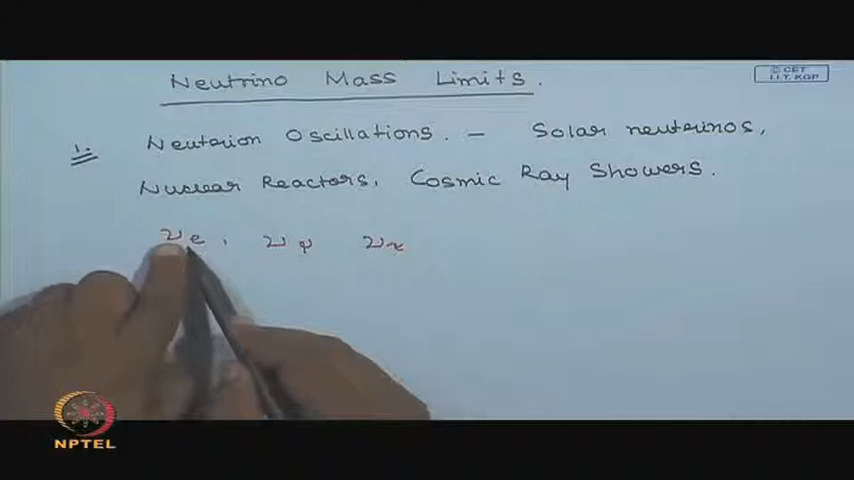 Neutrino Mass Limits.
© CET
I.I.T. KGP
1. Neutrion Oscillations. - Solar neutrinos,
Nuclear Reactors, Cosmic Ray Showers.
νe, νμ ντ
NPTEL